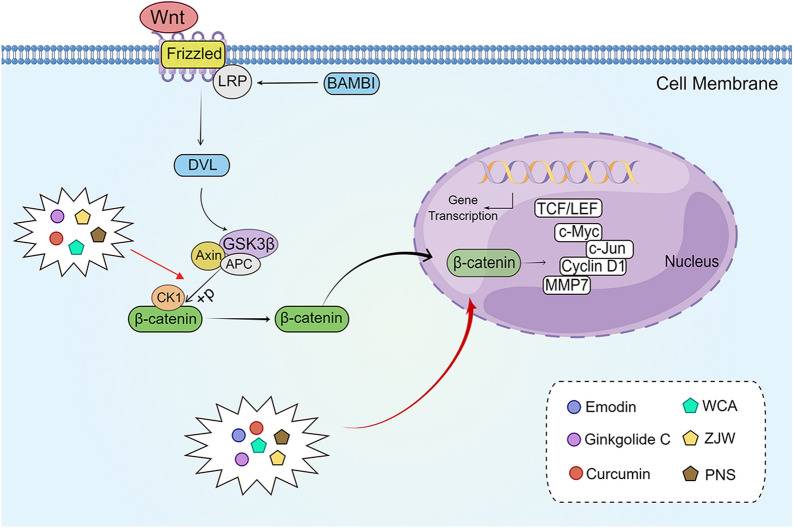 Wnt
Frizzled
LRP
BAMBI
Cell Membrane
DVL
GSK3β
Axin
APC
CK1
×P
β-catenin
β-catenin
Gene
Transcription
TCF/LEF
c-Myc
c-Jun
β-catenin
Cyclin D1
MMP7
Nucleus
Emodin
WCA
Ginkgolide C
ZJW
Curcumin
PNS